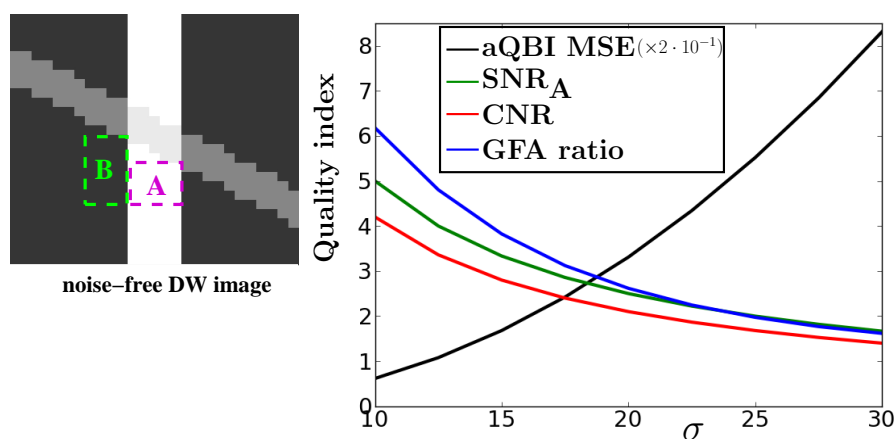 B
A
noise–free DW image
Quality index
8
7
6
5
4
3
2
1
0
aQBI MSE (×2·10⁻¹)
SNR_A
CNR
GFA ratio
10 15 20 25 30
σ